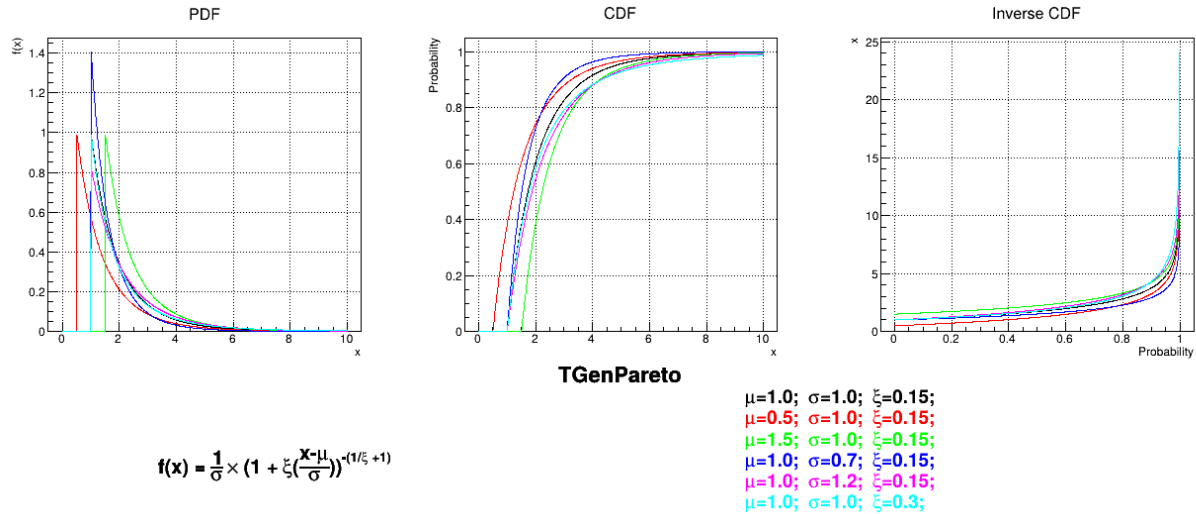 PDF
CDF
Inverse CDF
f(x)
1.4
1.2
1
0.8
0.6
0.4
0.2
0
0 2 4 6 8 10
x
Probability
1
0.8
0.6
0.4
0.2
0
0 2 4 6 8 10
x
x
25
20
15
10
5
0
0 0.2 0.4 0.6 0.8 1
Probability
TGenPareto
f(x) = 1/σ × (1 + ξ(x-μ/σ))^-(1/ξ +1)
μ=1.0; σ=1.0; ξ=0.15;
μ=0.5; σ=1.0; ξ=0.15;
μ=1.5; σ=1.0; ξ=0.15;
μ=1.0; σ=0.7; ξ=0.15;
μ=1.0; σ=1.2; ξ=0.15;
μ=1.0; σ=1.0; ξ=0.3;